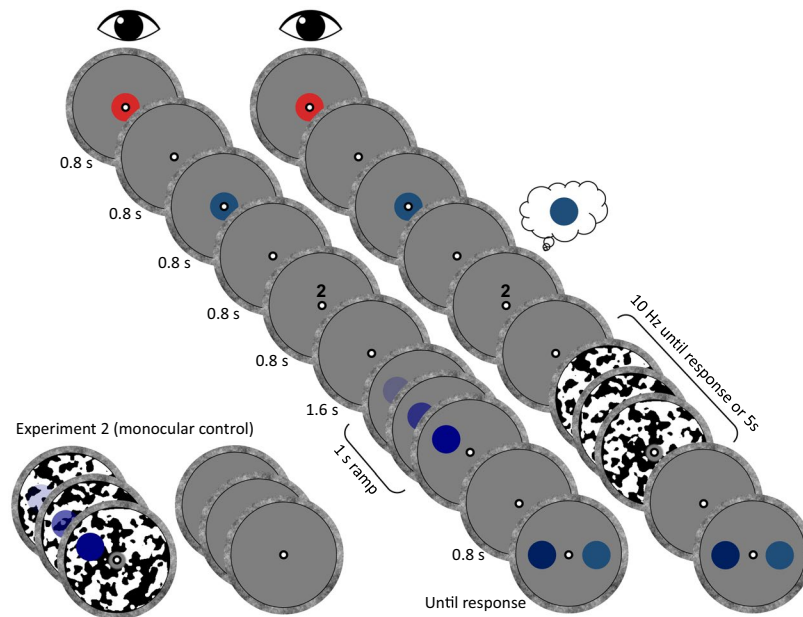 0.8 s
0.8 s
0.8 s
0.8 s
2
2
0.8 s
10 Hz until response or 5s
1.6 s
Experiment 2 (monocular control)
1 s ramp
0.8 s
Until response